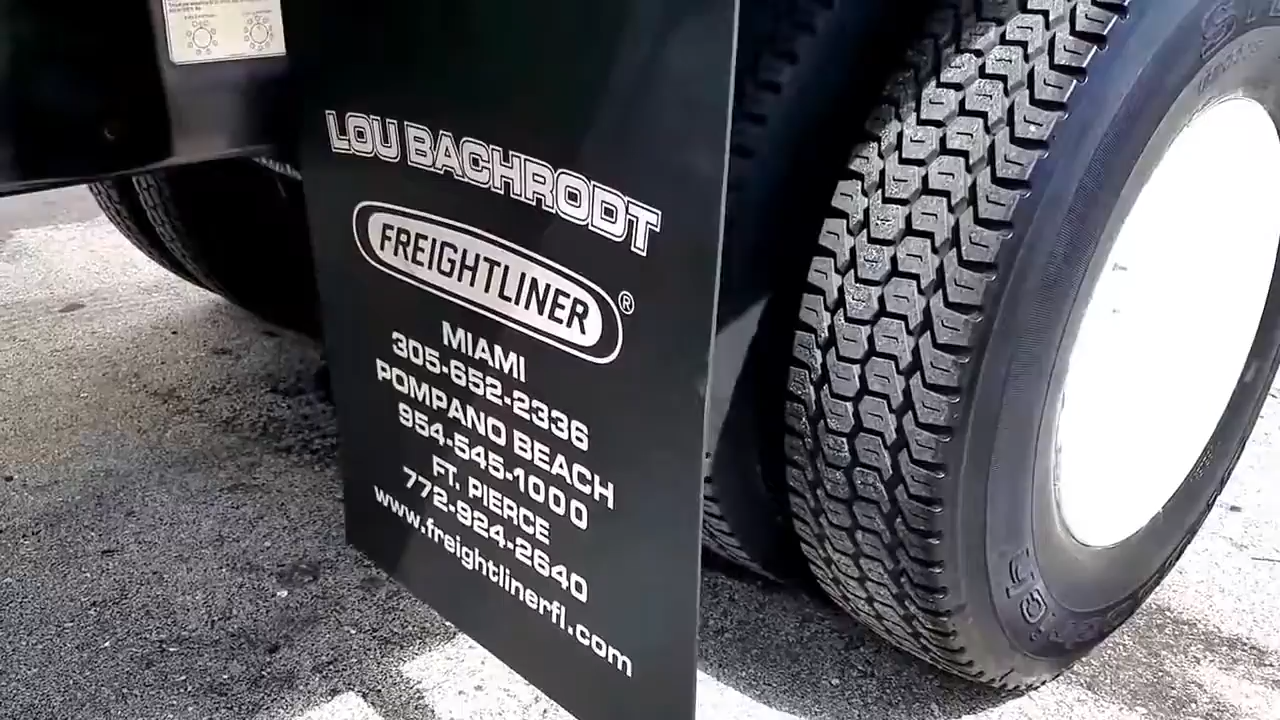 LOU BACHRODT
FREIGHTLINER®
MIAMI
305-652-2336
POMPANO BEACH
954-545-1000
FT. PIERCE
772-924-2640
www.freightlinerfl.com